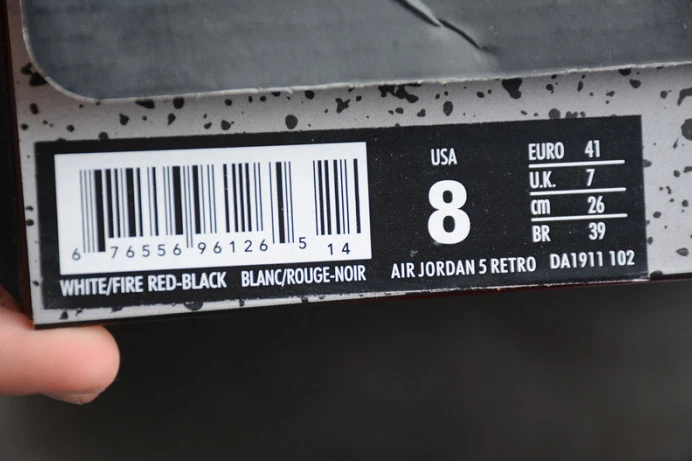 6 76556 96126 5 14
WHITE/FIRE RED-BLACK BLANC/ROUGE-NOIR
USA
8
EURO 41
U.K. 7
cm 26
BR 39
AIR JORDAN 5 RETRO DA1911 102